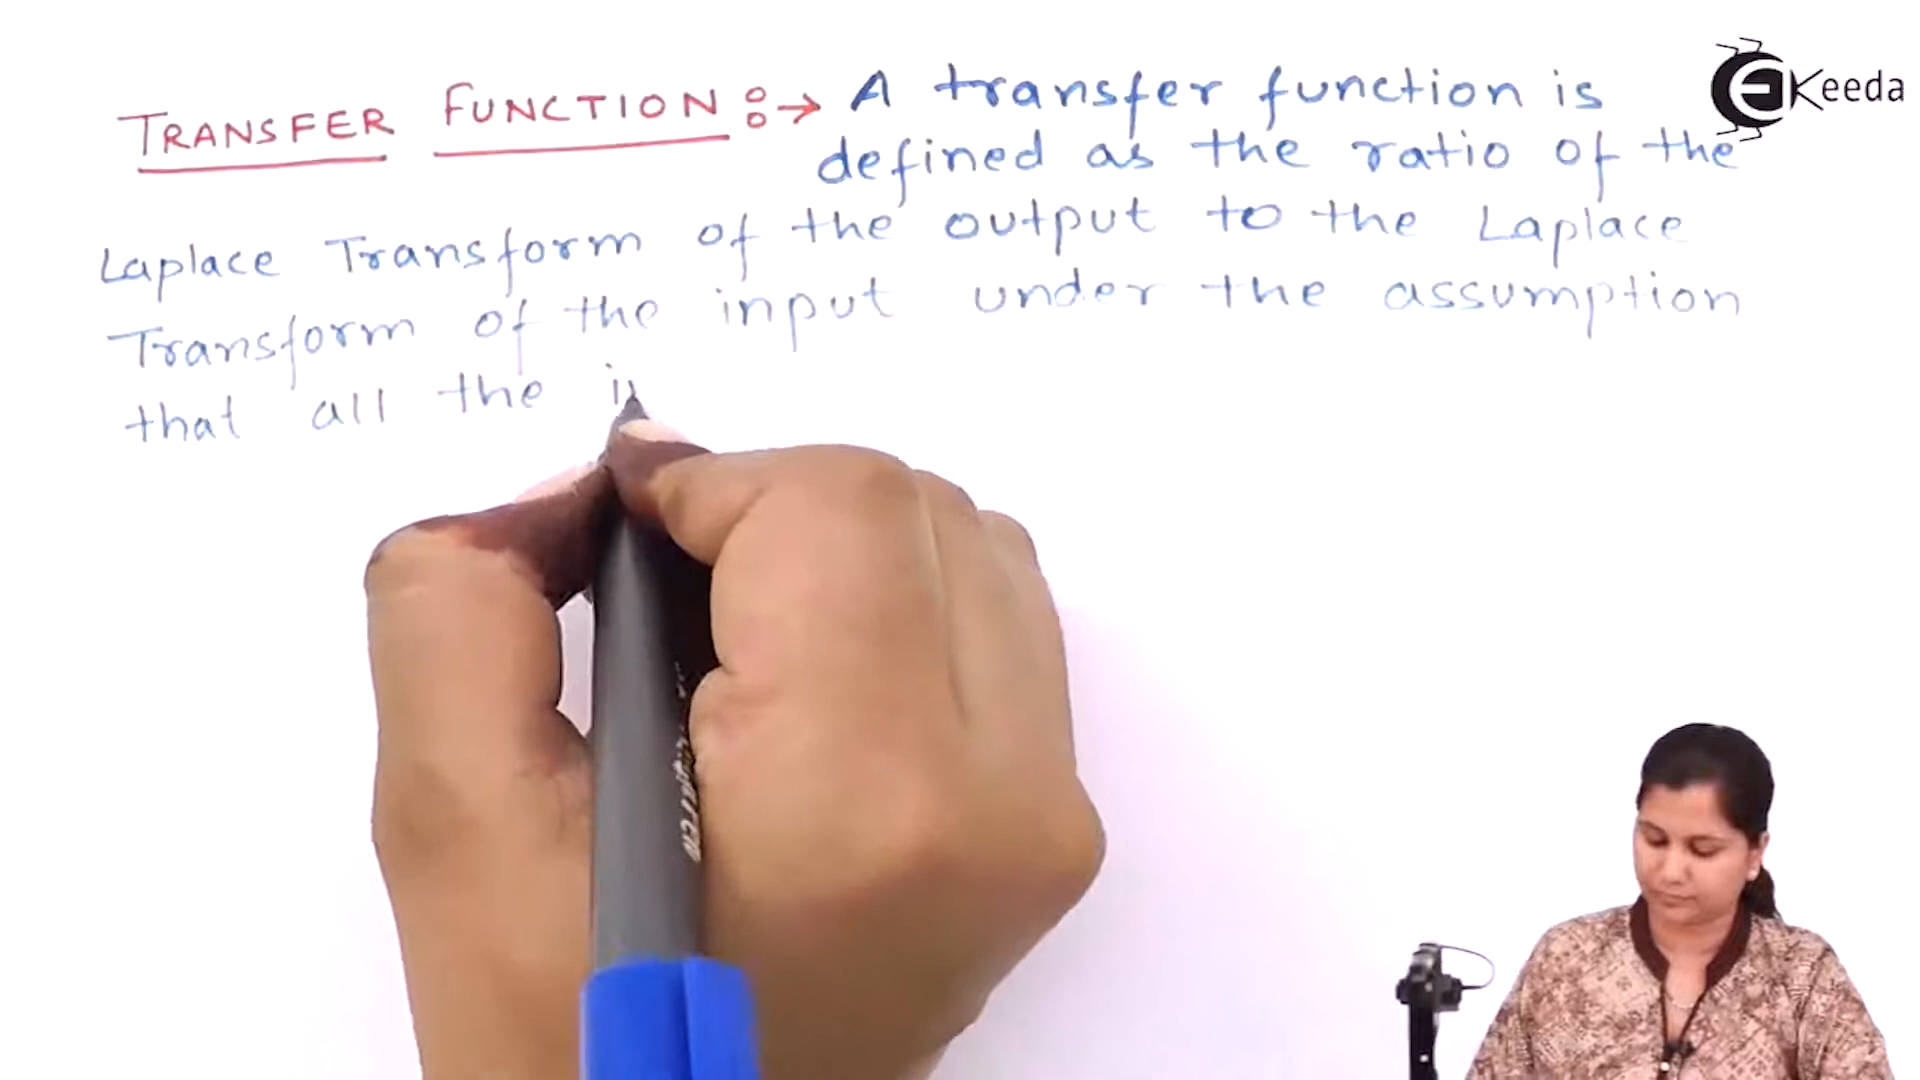 TRANSFER FUNCTION : → A transfer function is
defined as the ratio of the
Laplace Transform of the output to the Laplace
Transform of the input under the assumption
that all the
EKeeda